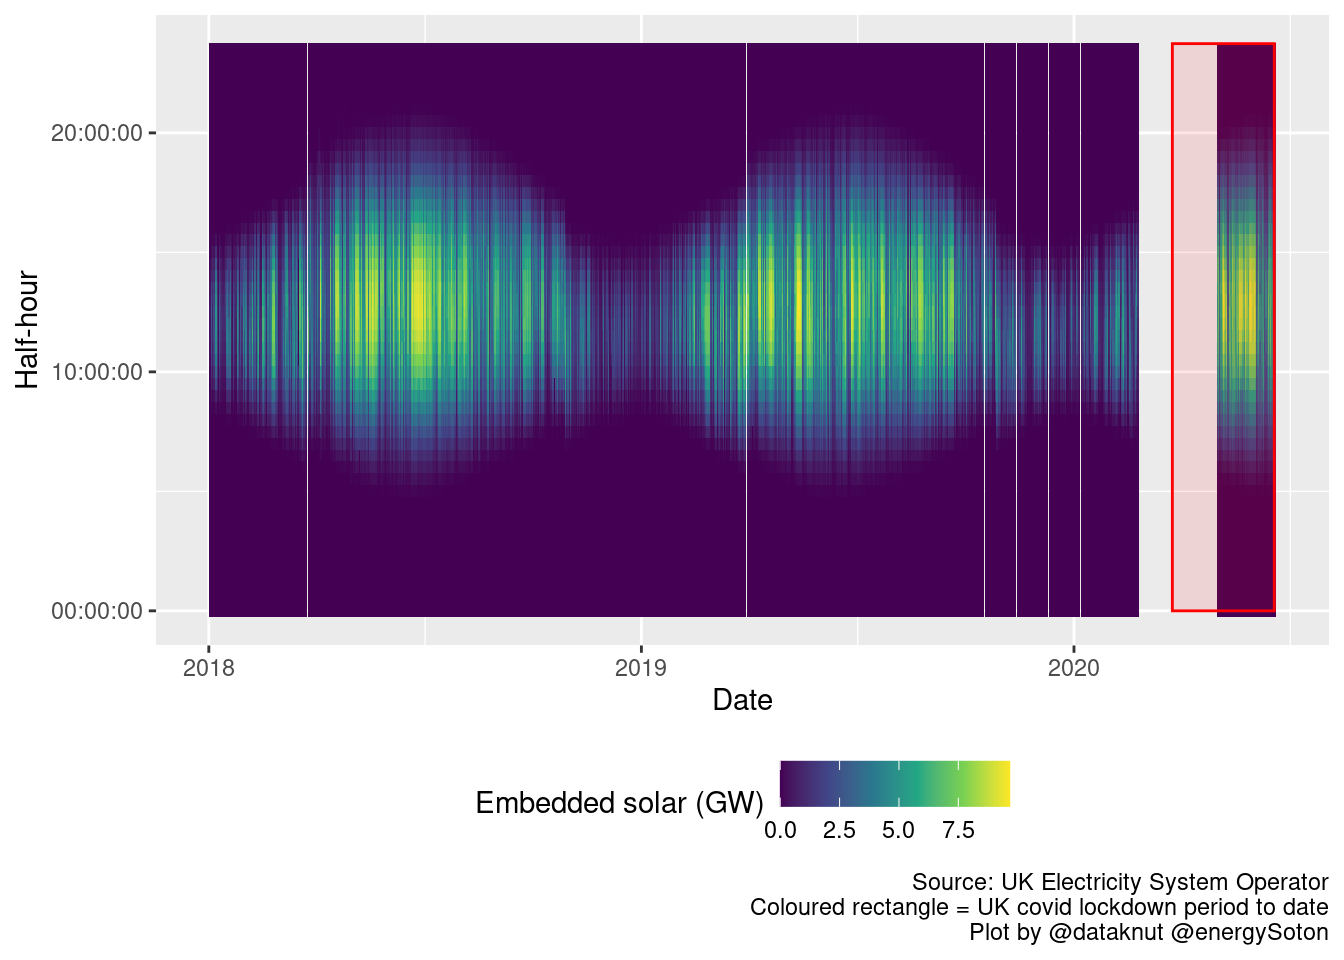 20:00:00
10:00:00
00:00:00
Half-hour
2018 2019 2020
Date
Embedded solar (GW)
0.0 2.5 5.0 7.5
Source: UK Electricity System Operator
Coloured rectangle = UK covid lockdown period to date
Plot by @dataknut @energySoton